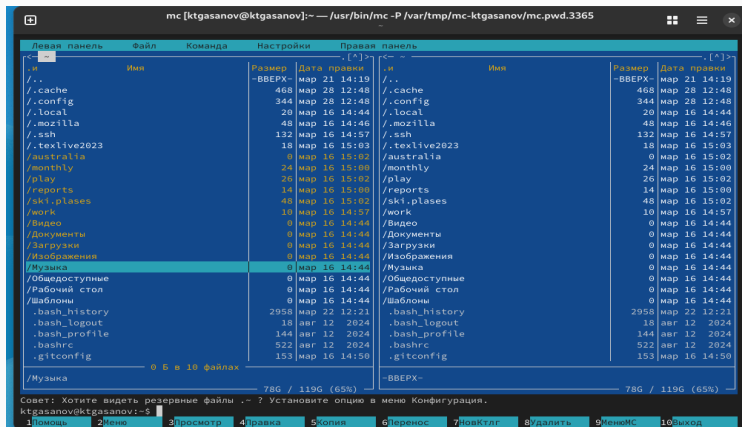 mc [ktgasanov@ktgasanov]:~ — /usr/bin/mc -P /var/tmp/mc-ktgasanov/mc.pwd.3365
~
Левая панель Файл Команда Настройки Правая панель
<— ~ .[^]> <— ~ .[^]>
.и Имя Размер Дата правки .и Имя Размер Дата правки
/.. -ВВЕРХ- мар 21 14:19 /.. -ВВЕРХ- мар 21 14:19
/.cache 468 мар 28 12:48 /.cache 468 мар 28 12:48
/.config 344 мар 28 12:48 /.config 344 мар 28 12:48
/.local 20 мар 16 14:44 /.local 20 мар 16 14:44
/.mozilla 48 мар 16 14:46 /.mozilla 48 мар 16 14:46
/.ssh 132 мар 16 14:57 /.ssh 132 мар 16 14:57
/.texlive2023 18 мар 16 15:03 /.texlive2023 18 мар 16 15:03
/australia 0 мар 16 15:02 /australia 0 мар 16 15:02
/monthly 24 мар 16 15:00 /monthly 24 мар 16 15:00
/play 26 мар 16 15:02 /play 26 мар 16 15:02
/reports 14 мар 16 15:00 /reports 14 мар 16 15:00
/ski.plases 48 мар 16 15:02 /ski.plases 48 мар 16 15:02
/work 10 мар 16 14:57 /work 10 мар 16 14:57
/Видео 0 мар 16 14:44 /Видео 0 мар 16 14:44
/Документы 0 мар 16 14:44 /Документы 0 мар 16 14:44
/Загрузки 0 мар 16 14:44 /Загрузки 0 мар 16 14:44
/Изображения 0 мар 16 14:44 /Изображения 0 мар 16 14:44
/Музыка 0 мар 16 14:44 /Музыка 0 мар 16 14:44
/Общедоступные 0 мар 16 14:44 /Общедоступные 0 мар 16 14:44
/Рабочий стол 0 мар 16 14:44 /Рабочий стол 0 мар 16 14:44
/Шаблоны 0 мар 16 14:44 /Шаблоны 0 мар 16 14:44
.bash_history 2958 мар 22 12:21 .bash_history 2958 мар 22 12:21
.bash_logout 18 авг 12 2024 .bash_logout 18 авг 12 2024
.bash_profile 144 авг 12 2024 .bash_profile 144 авг 12 2024
.bashrc 522 авг 12 2024 .bashrc 522 авг 12 2024
.gitconfig 153 мар 16 14:50 .gitconfig 153 мар 16 14:50
0 Б в 10 файлах
/Музыка -ВВЕРХ-
78G / 119G (65%) 78G / 119G (65%)
Совет: Хотите видеть резервные файлы .~ ? Установите опцию в меню Конфигурация.
ktgasanov@ktgasanov:~$
1Помощь 2Меню 3Просмотр 4Правка 5Копия 6Перенос 7НовКтлг 8Удалить 9МенюMC 10Выход